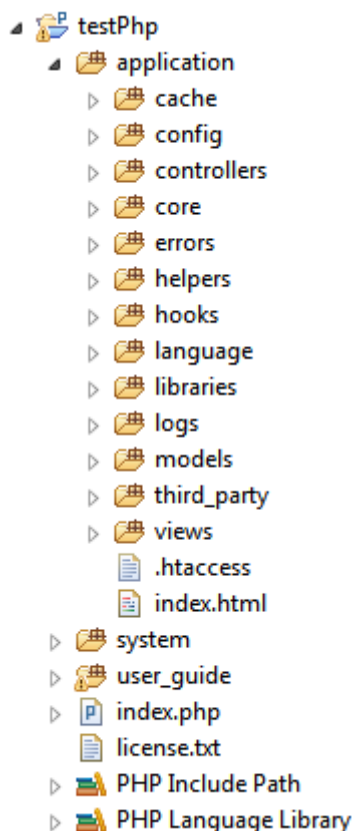 testPhp
application
cache
config
controllers
core
errors
helpers
hooks
language
libraries
logs
models
third_party
views
.htaccess
index.html
system
user_guide
index.php
license.txt
PHP Include Path
PHP Language Library